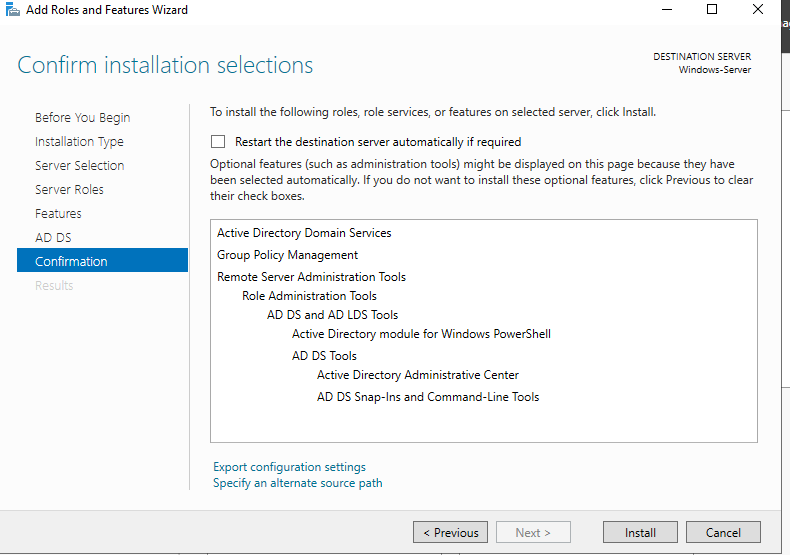 Add Roles and Features Wizard
Confirm installation selections
DESTINATION SERVER
Windows-Server
Before You Begin
Installation Type
Server Selection
Server Roles
Features
AD DS
Confirmation
Results
To install the following roles, role services, or features on selected server, click Install.
Restart the destination server automatically if required
Optional features (such as administration tools) might be displayed on this page because they have
been selected automatically. If you do not want to install these optional features, click Previous to clear
their check boxes.
Active Directory Domain Services
Group Policy Management
Remote Server Administration Tools
Role Administration Tools
AD DS and AD LDS Tools
Active Directory module for Windows PowerShell
AD DS Tools
Active Directory Administrative Center
AD DS Snap-Ins and Command-Line Tools
Export configuration settings
Specify an alternate source path
< Previous
Next >
Install
Cancel